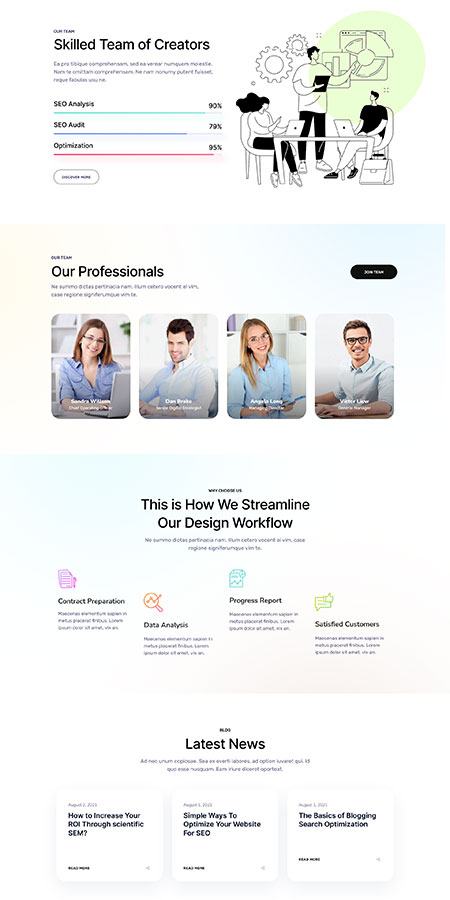 OUR TEAM
Skilled Team of Creators
Ea pro tibique comprehensam, sed ea verear numquam molestie.
Nam te omittam comprehensam. Ne nam nonumy putent fuisset,
reque fabulas usu no.
SEO Analysis 90%
SEO Audit 79%
Optimization 95%
DISCOVER MORE
OUR TEAM
Our Professionals
Ne summo dictas pertinacia nam. Illum cetero vocent ei vim,
case regione signiferumque vim te.
JOIN TEAM
Sandra Willson
Chief Operating Officer
Dan Brake
Senior Digital Strategist
Angela Long
Managing Director
Viktor Liaw
General Manager
WHY CHOOSE US
This is How We Streamline
Our Design Workflow
Ne summo dictas pertinacia nam. Illum cetero vocent ei vim, case
regione signiferumque vim te.
Contract Preparation
Maecenas elementum sapien in
metus placerat finibus. Lorem
ipsum dolor sit amet, vix an.
Data Analysis
Maecenas elementum sapien in
metus placerat finibus. Lorem
ipsum dolor sit amet, vix an.
Progress Report
Maecenas elementum sapien in
metus placerat finibus. Lorem
ipsum dolor sit amet, vix an.
Satisfied Customers
Maecenas elementum sapien in
metus placerat finibus. Lorem
ipsum dolor sit amet, vix an.
BLOG
Latest News
Ad nec unum copiosae. Sea ex everti labores, ad option iuvaret qui. Id
quo esse nusquam. Eam iriure diceret oporteat.
August 2, 2021
How to Increase Your
ROI Through scientific
SEM?
READ MORE
August 2, 2021
Simple Ways To
Optimize Your Website
For SEO
READ MORE
August 2, 2021
The Basics of Blogging
Search Optimization
READ MORE